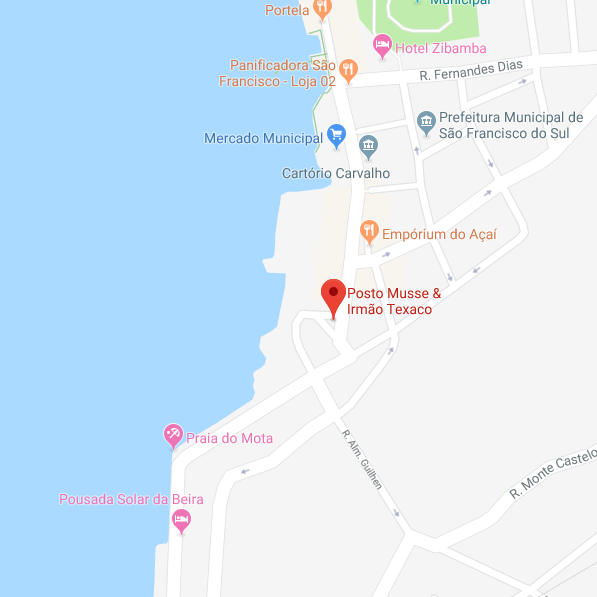 Municipal
Portela
Hotel Zibamba
Panificadora São
Francisco - Loja 02
R. Fernandes Dias
Prefeitura Municipal de
São Francisco do Sul
Mercado Municipal
Cartório Carvalho
Empórium do Açaí
Posto Musse &
Irmão Texaco
Praia do Mota
R. Alm. Guilhen
R. Monte Castelo
Pousada Solar da Beira